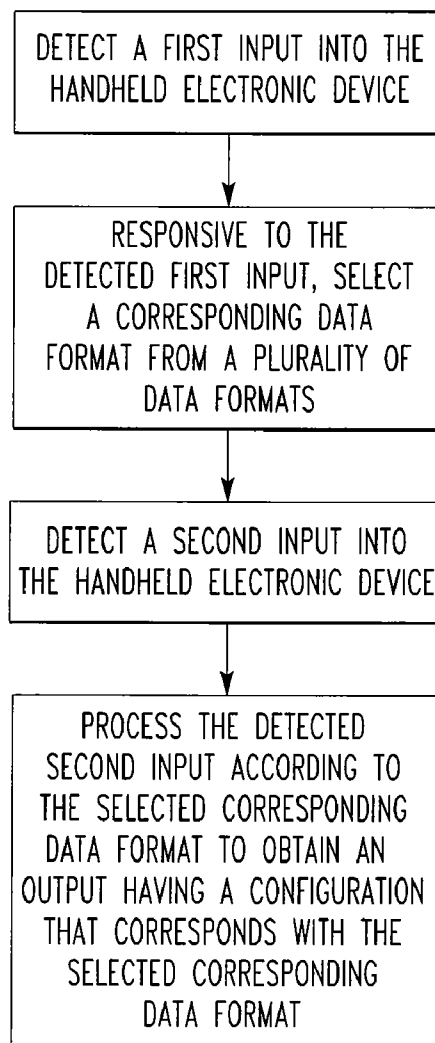 DETECT A FIRST INPUT INTO THE
HANDHELD ELECTRONIC DEVICE
RESPONSIVE TO THE
DETECTED FIRST INPUT, SELECT
A CORRESPONDING DATA
FORMAT FROM A PLURALITY OF
DATA FORMATS
DETECT A SECOND INPUT INTO
THE HANDHELD ELECTRONIC DEVICE
PROCESS THE DETECTED
SECOND INPUT ACCORDING TO
THE SELECTED CORRESPONDING
DATA FORMAT TO OBTAIN AN
OUTPUT HAVING A CONFIGURATION
THAT CORRESPONDS WITH THE
SELECTED CORRESPONDING
DATA FORMAT